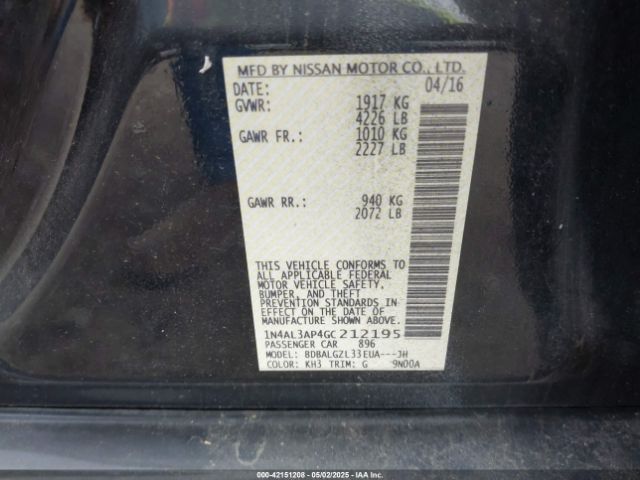 MFD BY NISSAN MOTOR CO., LTD.
DATE: 04/16
GVWR: 1917 KG
4226 LB
GAWR FR.: 1010 KG
2227 LB
GAWR RR.: 940 KG
2072 LB
THIS VEHICLE CONFORMS TO
ALL APPLICABLE FEDERAL
MOTOR VEHICLE SAFETY,
BUMPER, AND THEFT
PREVENTION STANDARDS IN
EFFECT ON THE DATE OF
MANUFACTURE SHOWN ABOVE.
1N4AL3AP4GC212195
PASSENGER CAR 896
MODEL: BDBALGZL33EUA---JH
COLOR: KH3 TRIM: G 9N00A
000-42151208 - 05/02/2025 - IAA Inc.